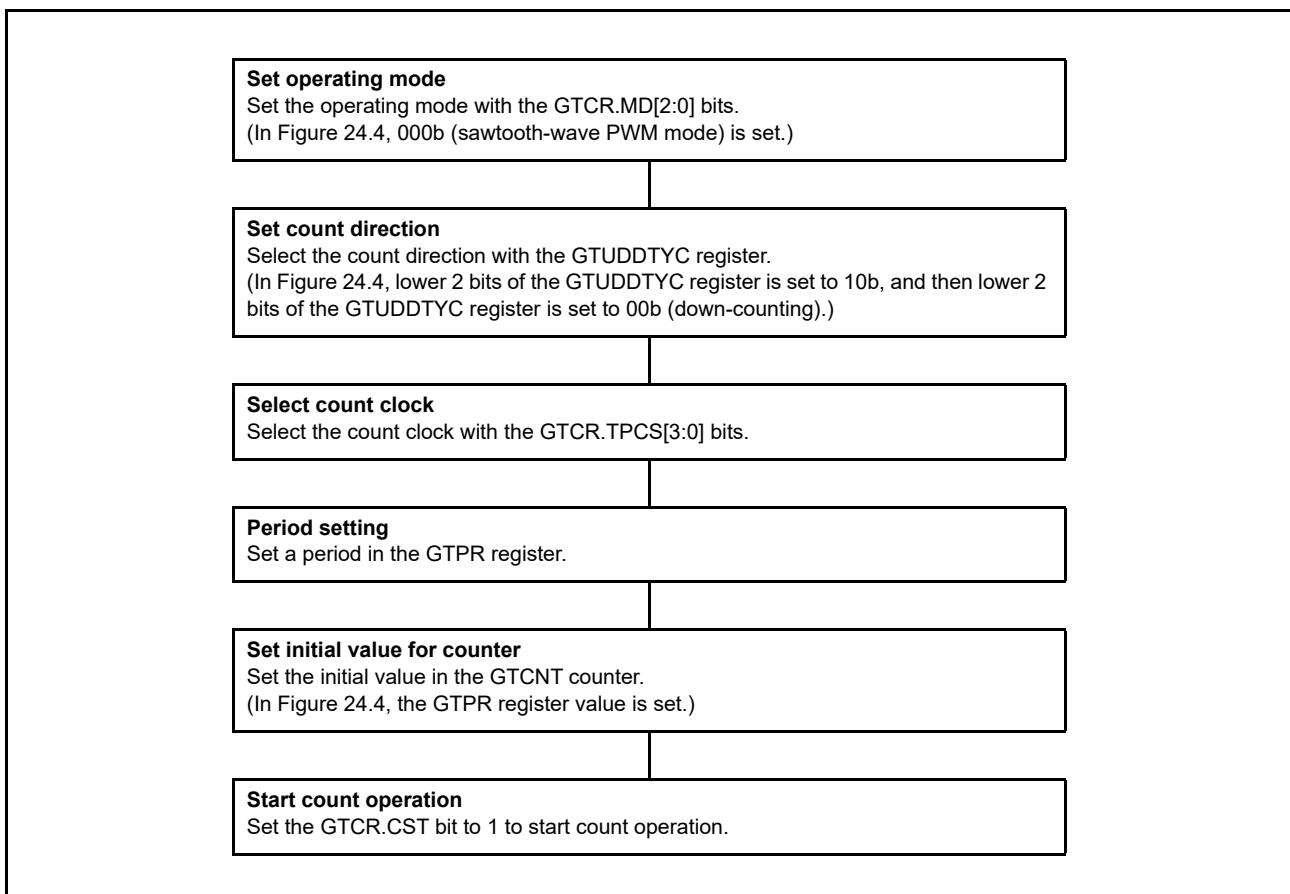 Set operating mode
Set the operating mode with the GTCR.MD[2:0] bits.
(In Figure 24.4, 000b (sawtooth-wave PWM mode) is set.)
Set count direction
Select the count direction with the GTUDDTYC register.
(In Figure 24.4, lower 2 bits of the GTUDDTYC register is set to 10b, and then lower 2
bits of the GTUDDTYC register is set to 00b (down-counting).)
Select count clock
Select the count clock with the GTCR.TPCS[3:0] bits.
Period setting
Set a period in the GTPR register.
Set initial value for counter
Set the initial value in the GTCNT counter.
(In Figure 24.4, the GTPR register value is set.)
Start count operation
Set the GTCR.CST bit to 1 to start count operation.